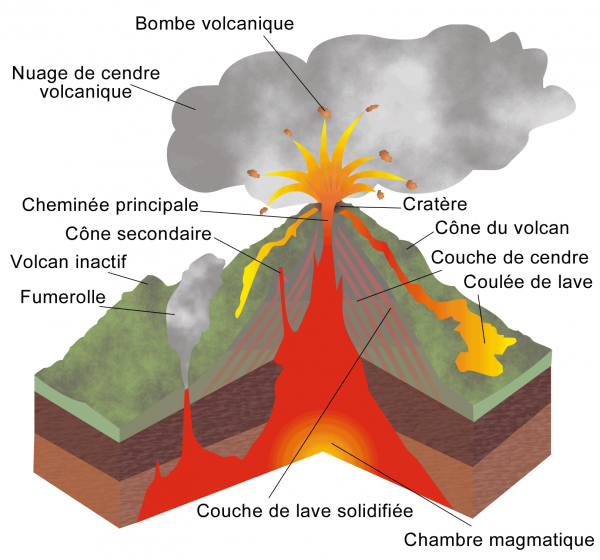 Bombe volcanique
Nuage de cendre
volcanique
Cheminée principale
Cratère
Cône secondaire
Cône du volcan
Volcan inactif
Couche de cendre
Fumerolle
Coulée de lave
Couche de lave solidifiée
Chambre magmatique